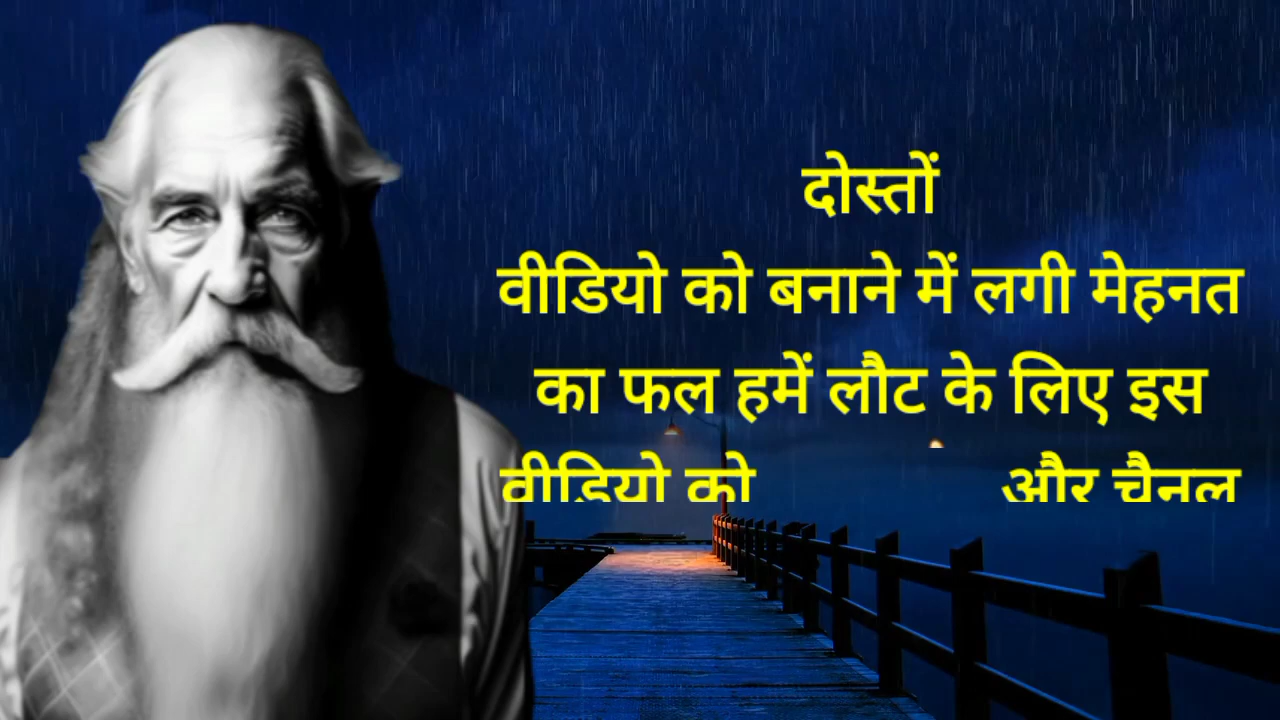 दोस्तों
वीडियो को बनाने में लगी मेहनत
का फल हमें लौट के लिए इस
वीडियो को और चैनल